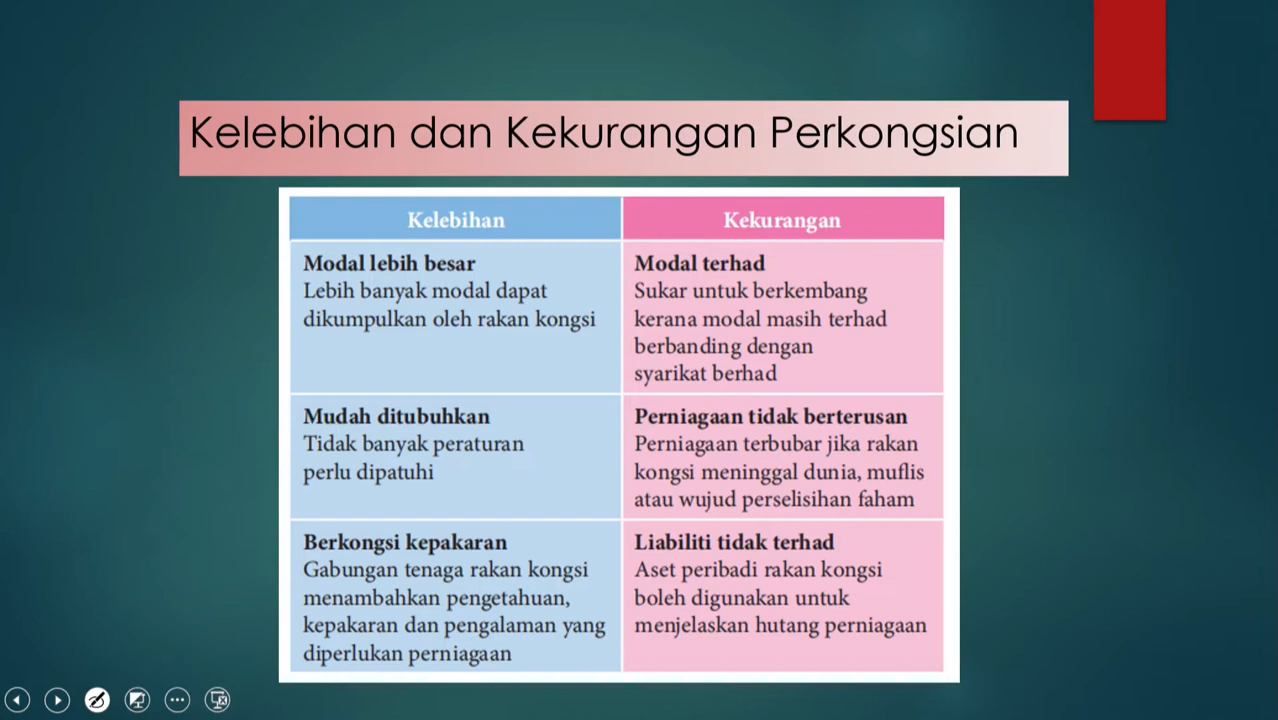 Kelebihan dan Kekurangan Perkongsian
Kelebihan
Kekurangan
Modal lebih besar
Lebih banyak modal dapat
dikumpulkan oleh rakan kongsi
Modal terhad
Sukar untuk berkembang
kerana modal masih terhad
berbanding dengan
syarikat berhad
Mudah ditubuhkan
Tidak banyak peraturan
perlu dipatuhi
Perniagaan tidak berterusan
Perniagaan terbubar jika rakan
kongsi meninggal dunia, muflis
atau wujud perselisihan faham
Berkongsi kepakaran
Gabungan tenaga rakan kongsi
menambahkan pengetahuan,
kepakaran dan pengalaman yang
diperlukan perniagaan
Liabiliti tidak terhad
Aset peribadi rakan kongsi
boleh digunakan untuk
menjelaskan hutang perniagaan